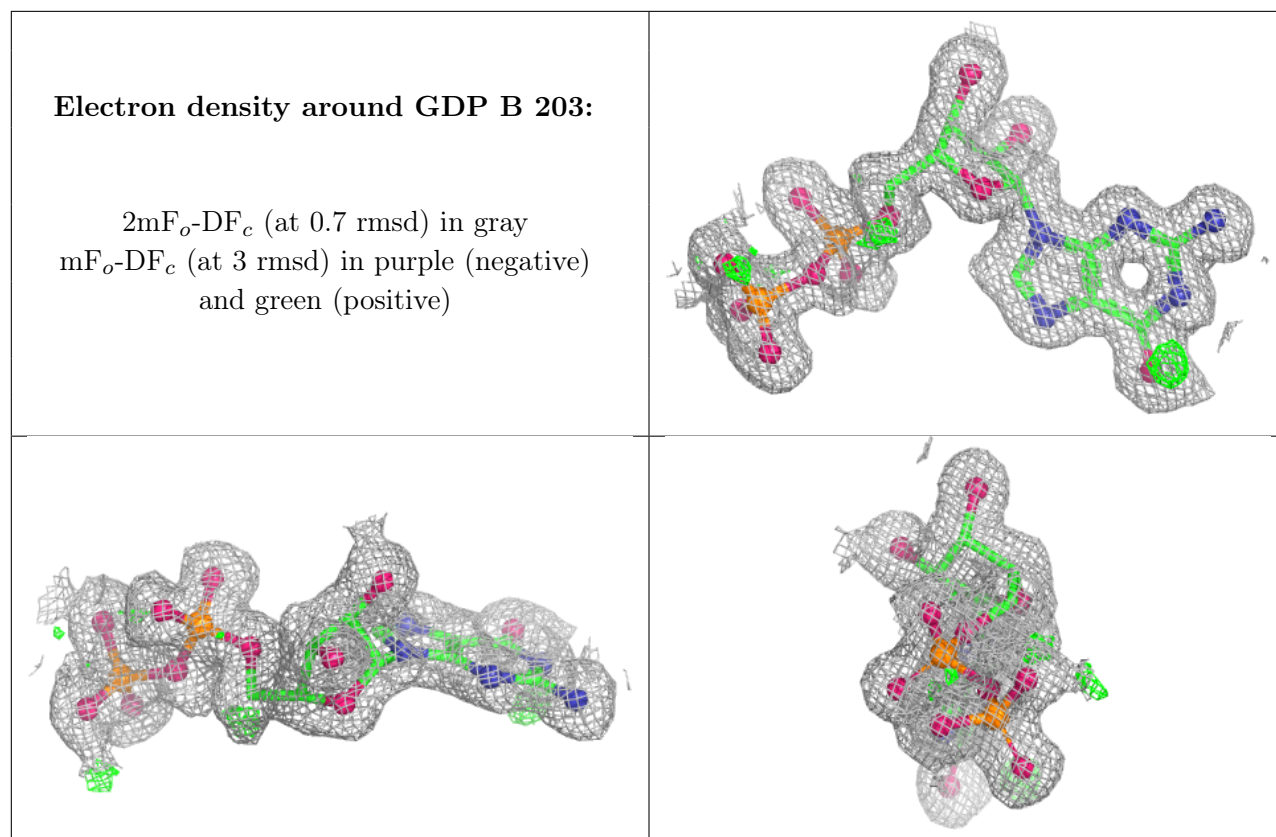 Electron density around GDP B 203:
2mFₒ-DF𝒸 (at 0.7 rmsd) in gray
mFₒ-DF𝒸 (at 3 rmsd) in purple (negative)
and green (positive)